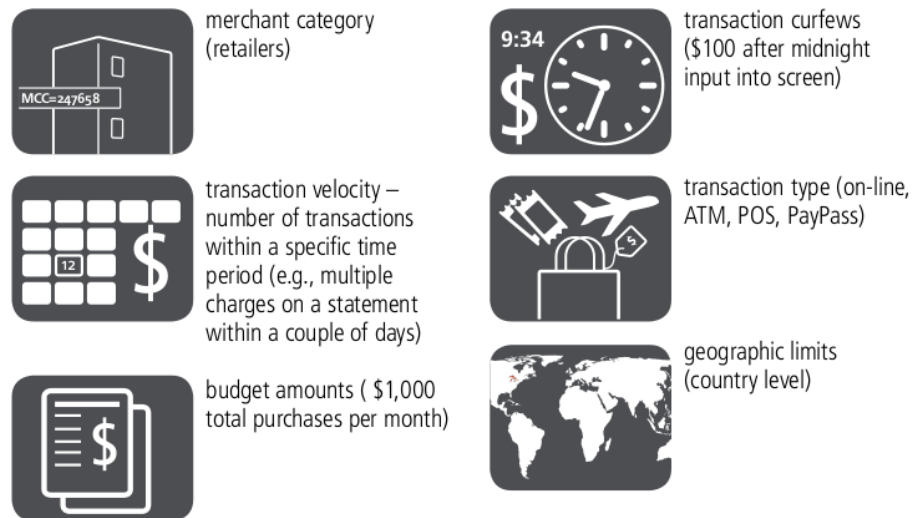 merchant category
(retailers)
MCC=247658
transaction velocity –
number of transactions
within a specific time
period (e.g., multiple
charges on a statement
within a couple of days)
12
$
budget amounts ( $1,000
total purchases per month)
$
transaction curfews
($100 after midnight
input into screen)
9:34
$
transaction type (on-line,
ATM, POS, PayPass)
$
geographic limits
(country level)